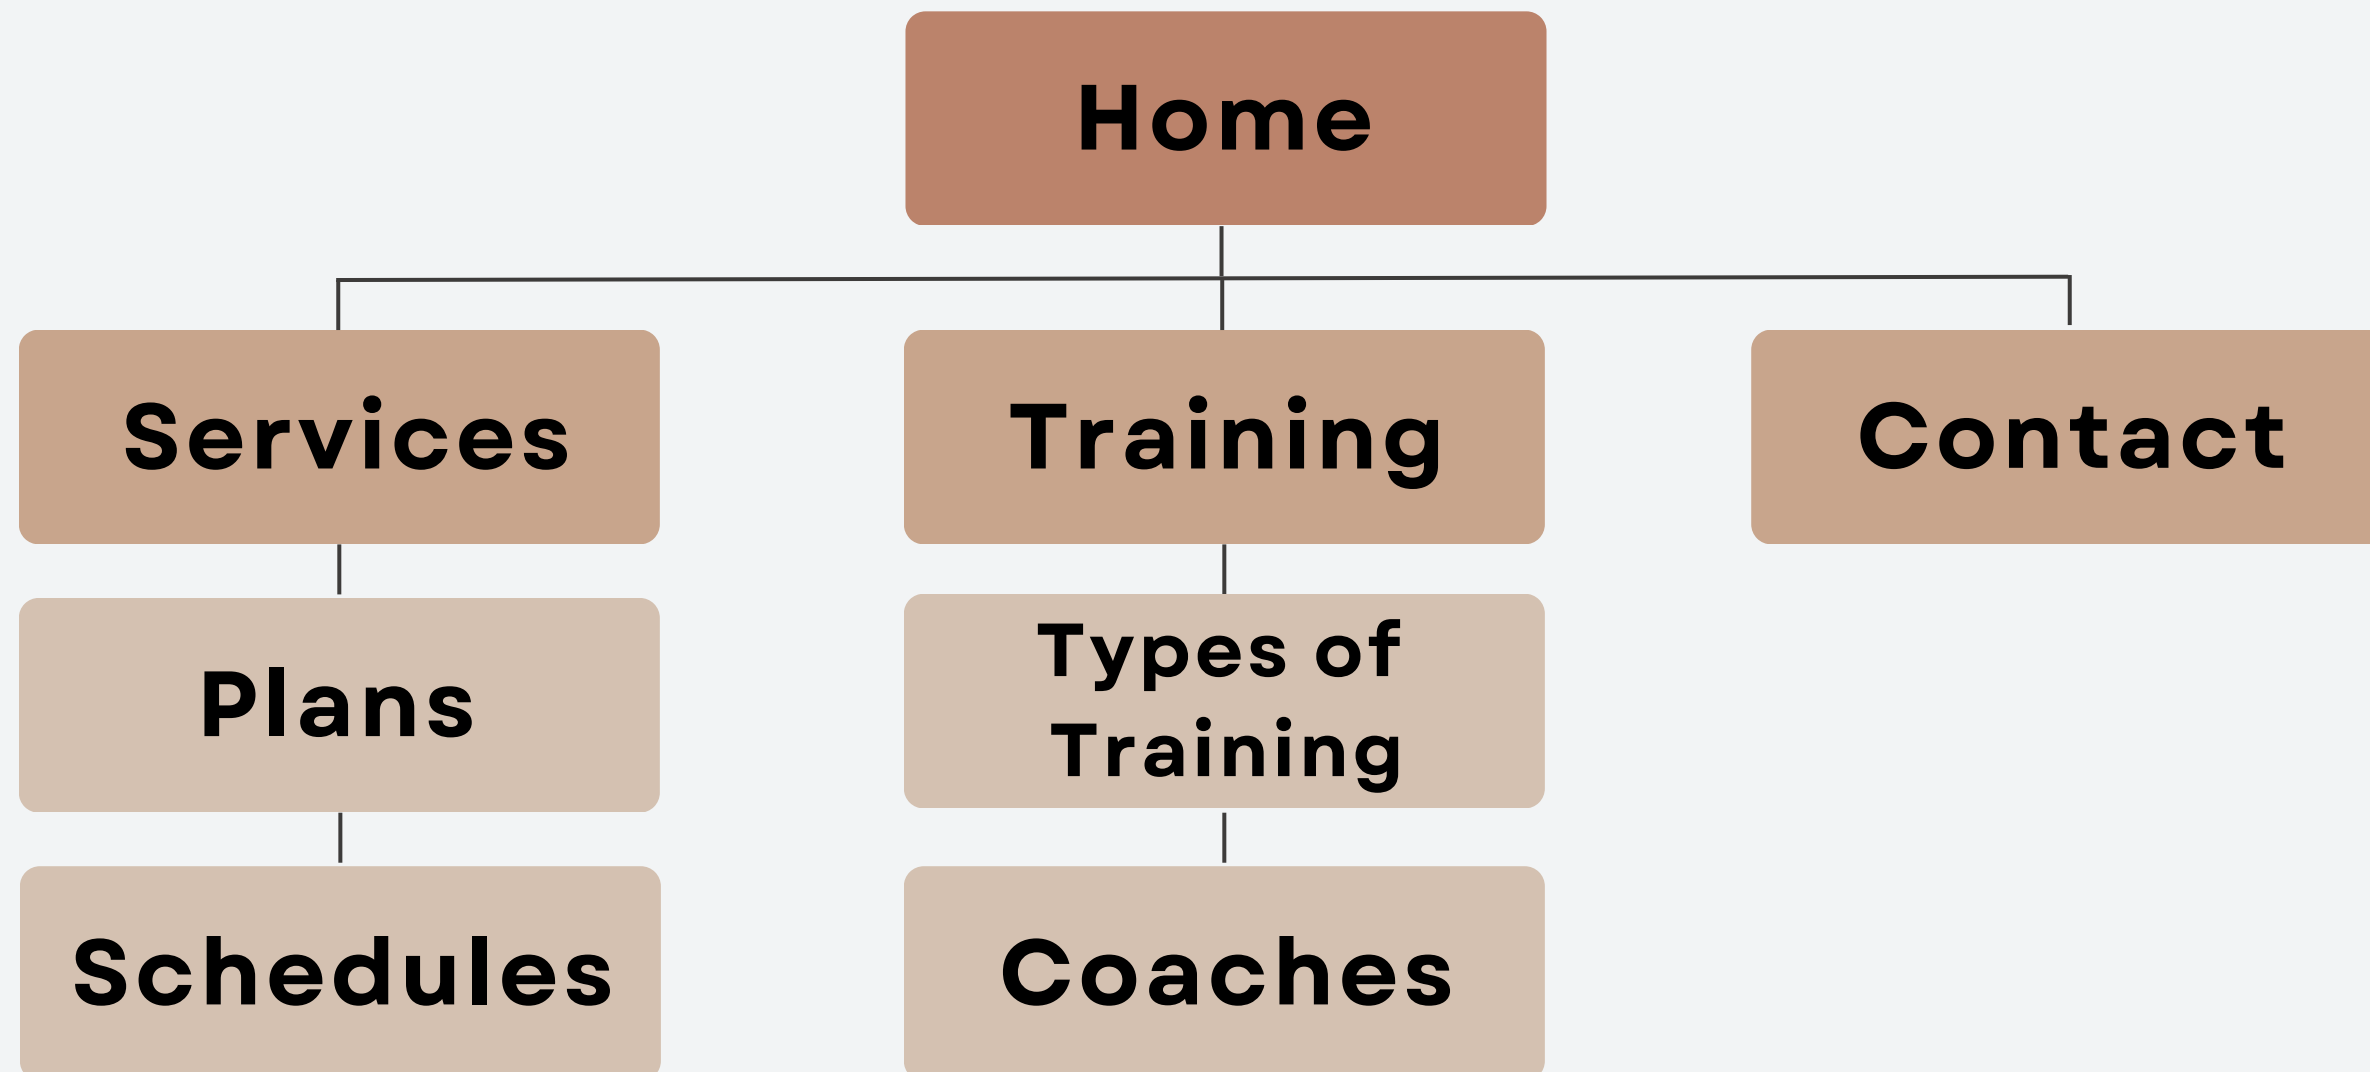 Home
Services
Training
Contact
Plans
Types of
Training
Schedules
Coaches